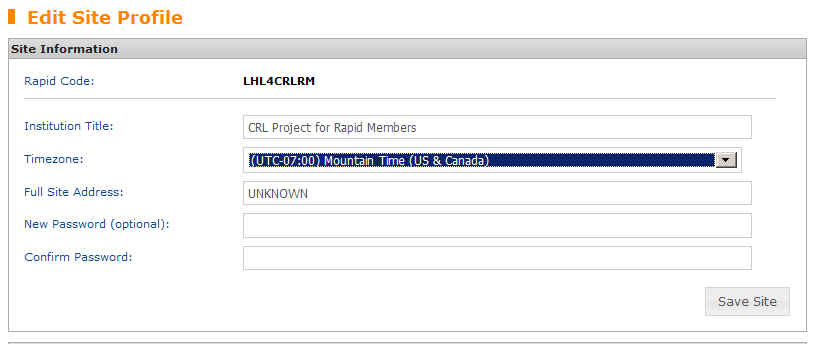 Edit Site Profile
Site Information
Rapid Code: LHL4CRLRM
Institution Title: CRL Project for Rapid Members
Timezone: (UTC-07:00) Mountain Time (US & Canada)
Full Site Address: UNKNOWN
New Password (optional):
Confirm Password:
Save Site